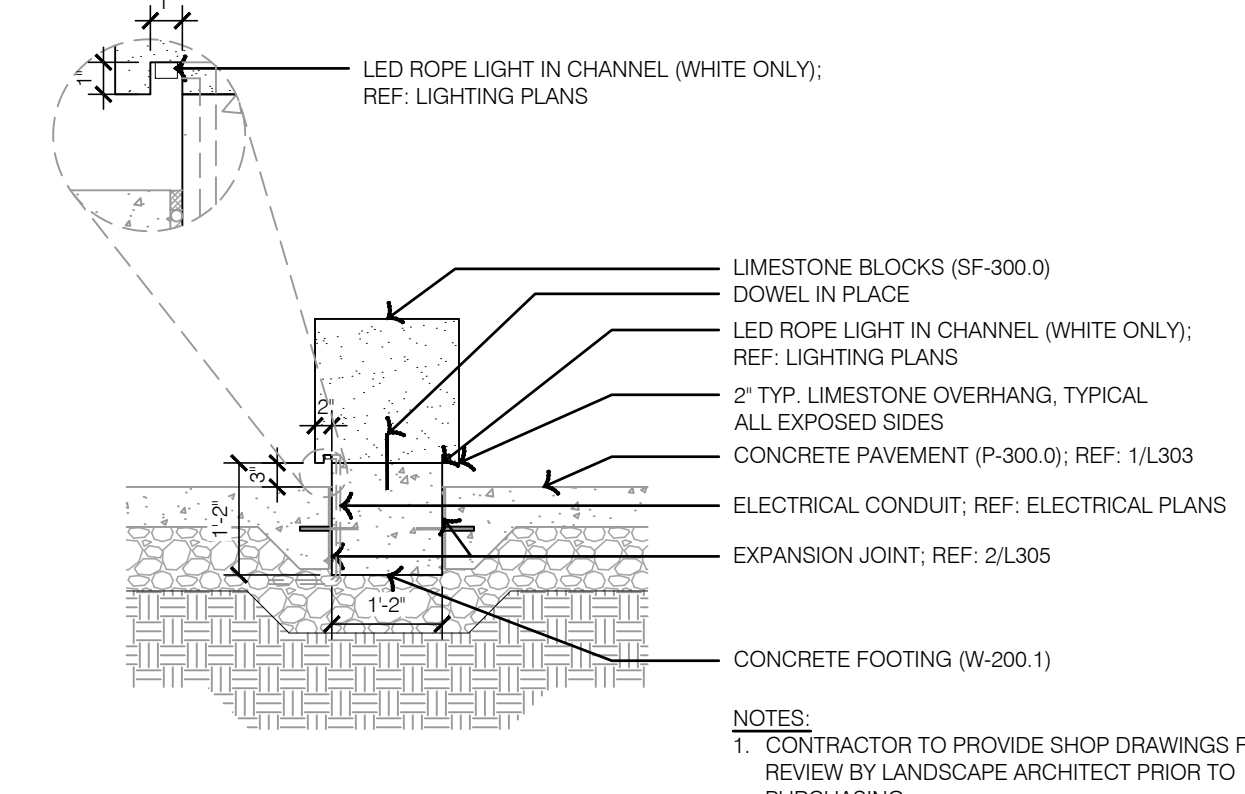 1"
LED ROPE LIGHT IN CHANNEL (WHITE ONLY);
REF: LIGHTING PLANS
LIMESTONE BLOCKS (SF-300.0)
DOWEL IN PLACE
LED ROPE LIGHT IN CHANNEL (WHITE ONLY);
REF: LIGHTING PLANS
2" TYP. LIMESTONE OVERHANG, TYPICAL
ALL EXPOSED SIDES
2"
CONCRETE PAVEMENT (P-300.0); REF: 1/L303
3"
1'-2"
ELECTRICAL CONDUIT; REF: ELECTRICAL PLANS
EXPANSION JOINT; REF: 2/L305
1'-2"
CONCRETE FOOTING (W-200.1)
NOTES:
1. CONTRACTOR TO PROVIDE SHOP DRAWINGS
REVIEW BY LANDSCAPE ARCHITECT PRIOR TO
PURCHASING